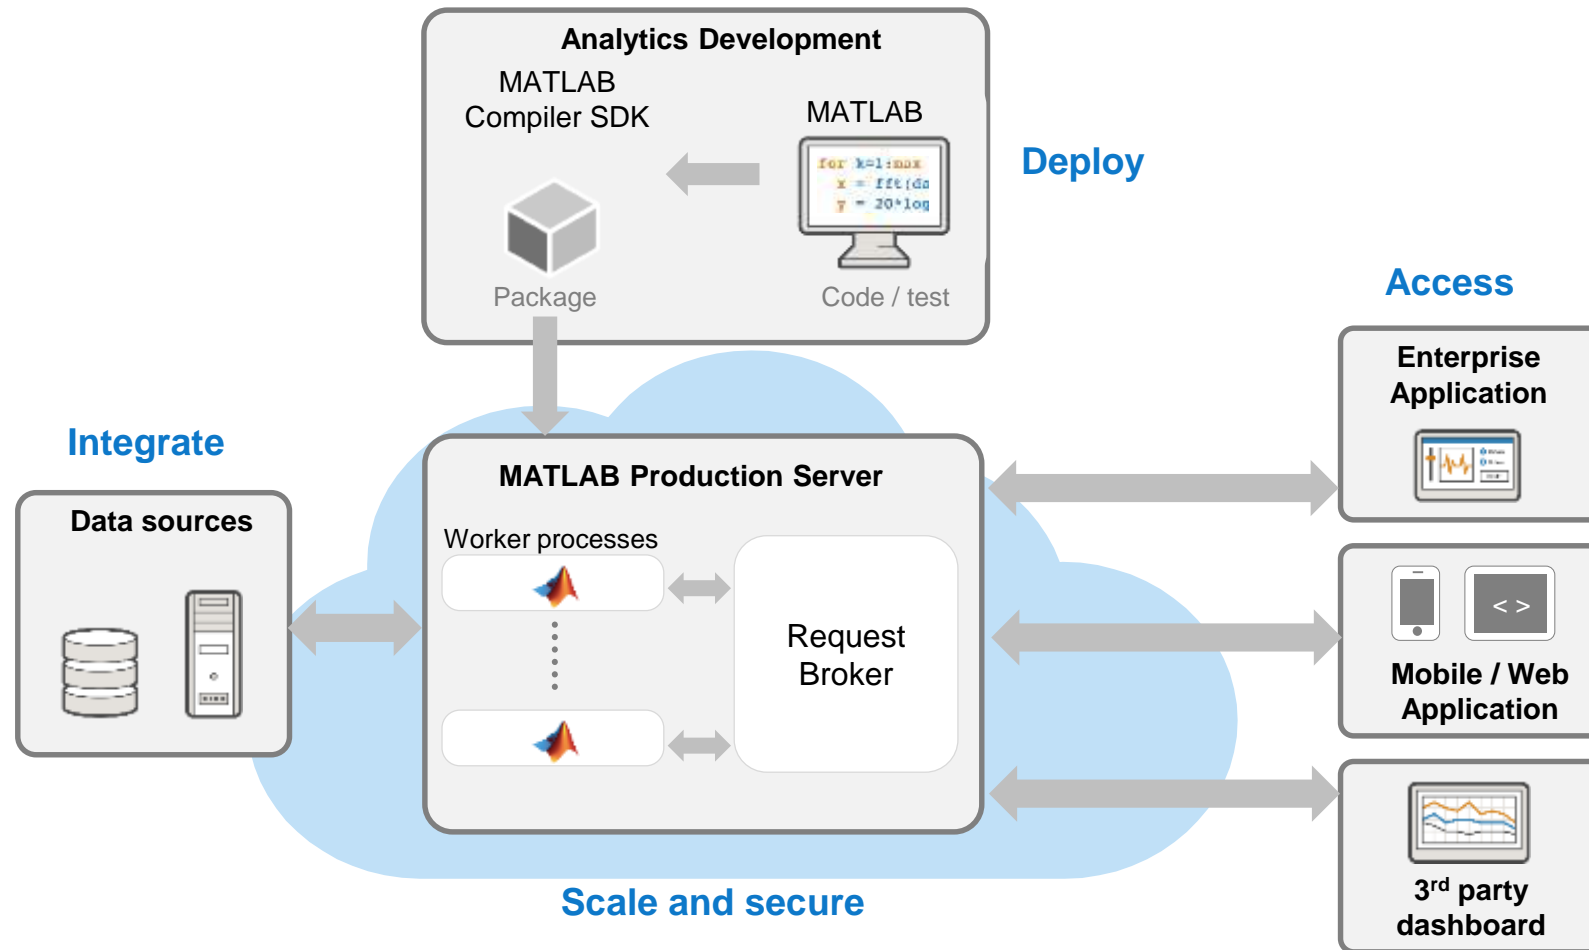 Analytics Development
MATLAB
Compiler SDK
MATLAB
for k=1:max
x = fft(da
y = 20*log
Package
Code / test
Deploy
Access
Enterprise
Application
Integrate
Data sources
MATLAB Production Server
Worker processes
Request
Broker
< >
Mobile / Web
Application
3rd party
dashboard
Scale and secure